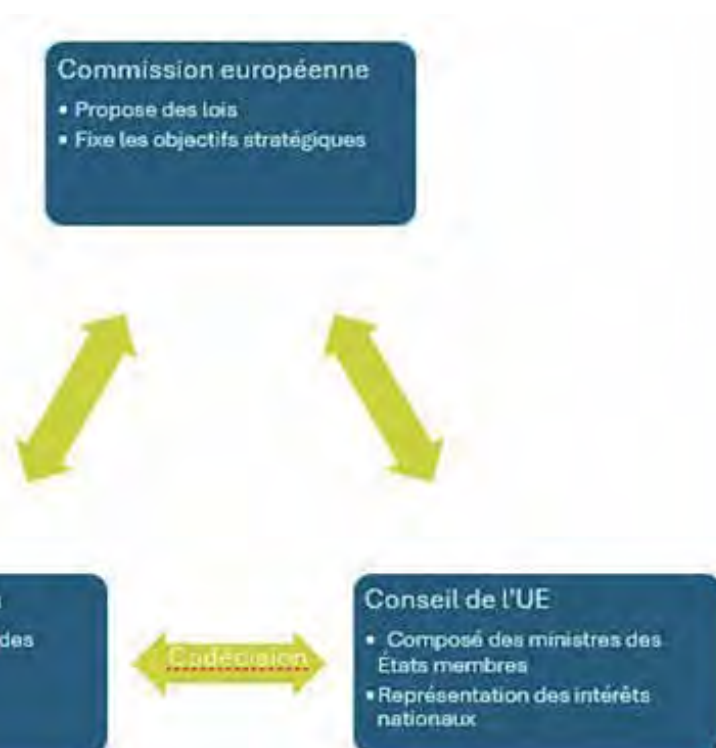 Commission européenne
▪ Propose des lois
▪ Fixe les objectifs stratégiques
des
Codécision
Conseil de l'UE
▪ Composé des ministres des
États membres
▪ Représentation des intérêts
nationaux